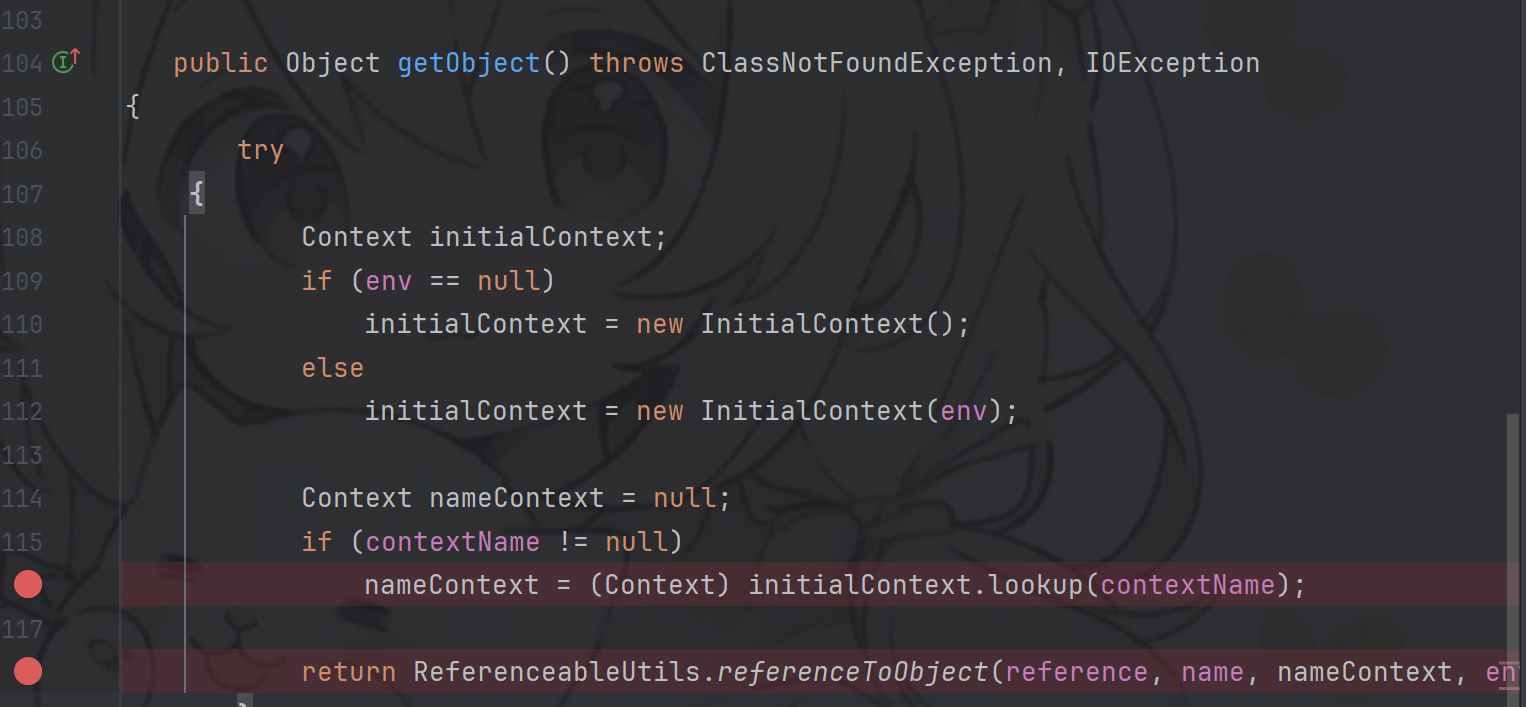 103
104 public Object getObject() throws ClassNotFoundException, IOException
105 {
106 try
107 {
108 Context initialContext;
109 if (env == null)
110 initialContext = new InitialContext();
111 else
112 initialContext = new InitialContext(env);
113
114 Context nameContext = null;
115 if (contextName != null)
nameContext = (Context) initialContext.lookup(contextName);
117
return ReferenceableUtils.referenceToObject(reference, name, nameContext,